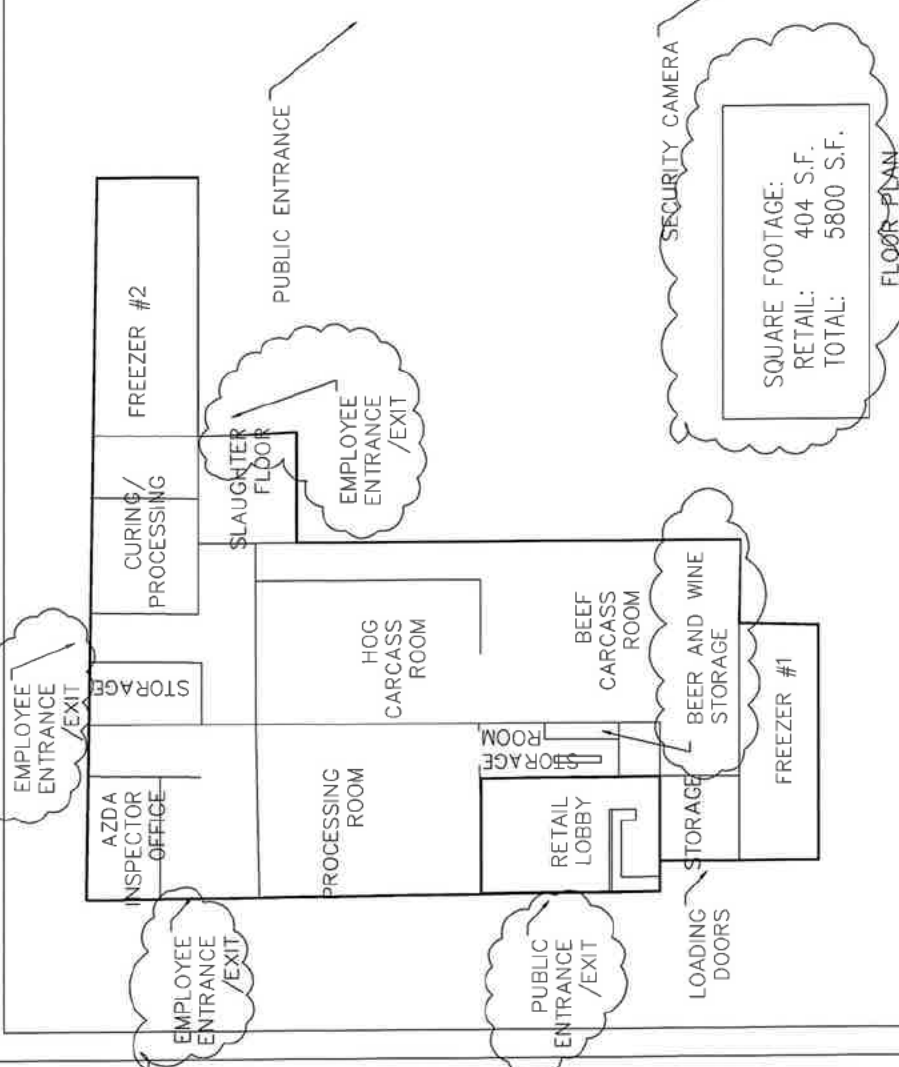 EMPLOYEE
ENTRANCE
/EXIT
AZDA
INSPECTOR
OFFICE
STORAGE
CURING/
PROCESSING
FREEZER #2
PUBLIC ENTRANCE
EMPLOYEE
ENTRANCE
/EXIT
SLAUGHTER
FLOOR
EMPLOYEE
ENTRANCE
/EXIT
PROCESSING
ROOM
HOG
CARCASS
ROOM
PUBLIC
ENTRANCE
/EXIT
RETAIL
LOBBY
STORAGE
ROOM
BEEF
CARCASS
ROOM
LOADING
DOORS
STORAGE
BEER AND WINE
STORAGE
FREEZER #1
SECURITY CAMERA
SQUARE FOOTAGE:
RETAIL: 404 S.F.
TOTAL: 5800 S.F.
FLOOR PLAN